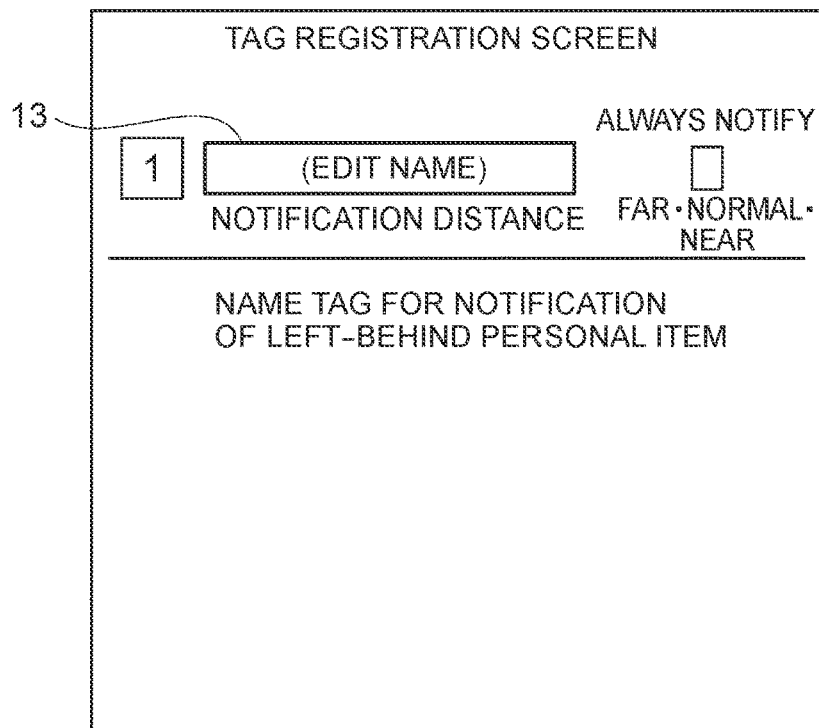 TAG REGISTRATION SCREEN
13
ALWAYS NOTIFY
1
(EDIT NAME)
NOTIFICATION DISTANCE
FAR・NORMAL・
NEAR
NAME TAG FOR NOTIFICATION
OF LEFT-BEHIND PERSONAL ITEM